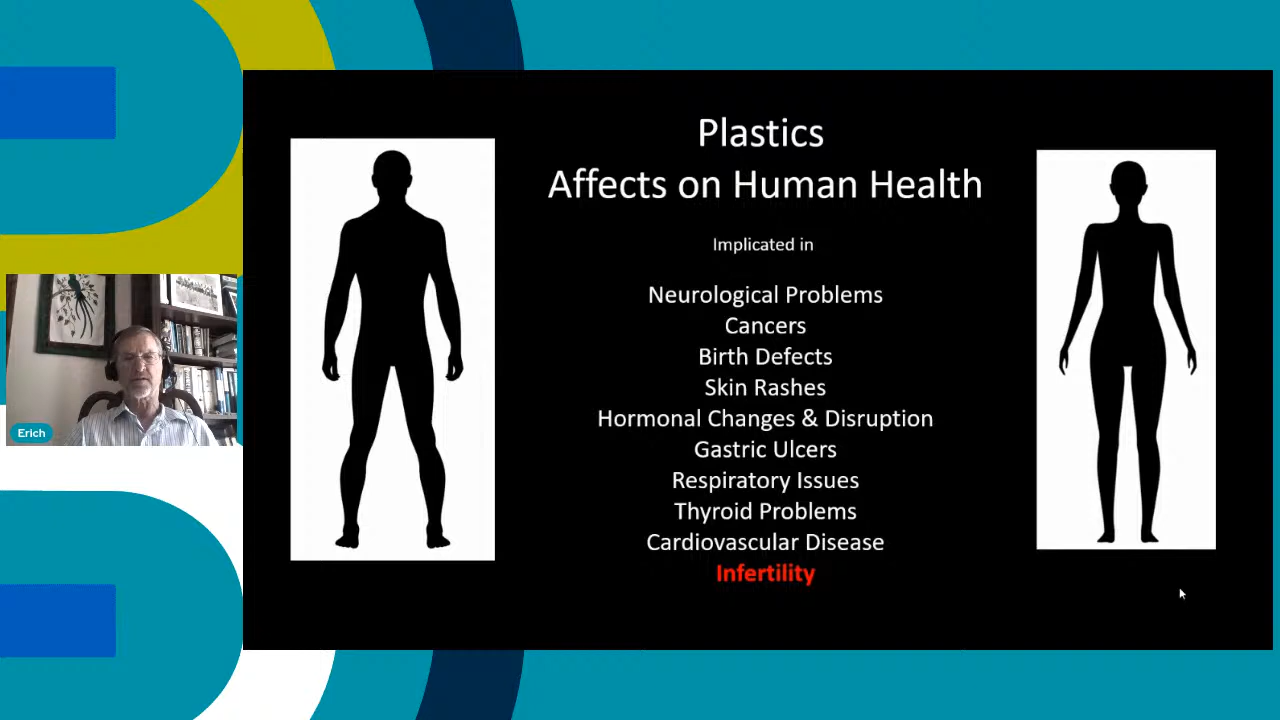 Plastics
Affects on Human Health
Implicated in
Neurological Problems
Cancers
Birth Defects
Skin Rashes
Hormonal Changes & Disruption
Gastric Ulcers
Respiratory Issues
Thyroid Problems
Cardiovascular Disease
Infertility
Erich